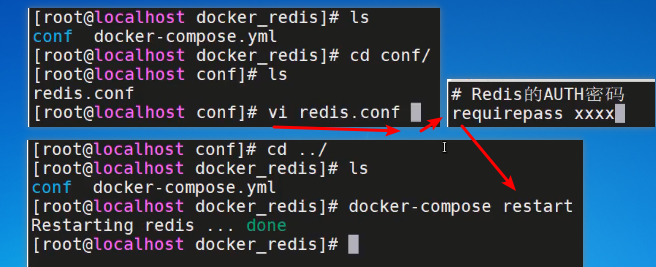 [root@localhost docker_redis]# ls
conf  docker-compose.yml
[root@localhost docker_redis]# cd conf/
[root@localhost conf]# ls
redis.conf
[root@localhost conf]# vi redis.conf
# Redis的AUTH密码
requirepass xxxx
[root@localhost conf]# cd ../
[root@localhost docker_redis]# ls
conf  docker-compose.yml
[root@localhost docker_redis]# docker-compose restart
Restarting redis ... done
[root@localhost docker_redis]#